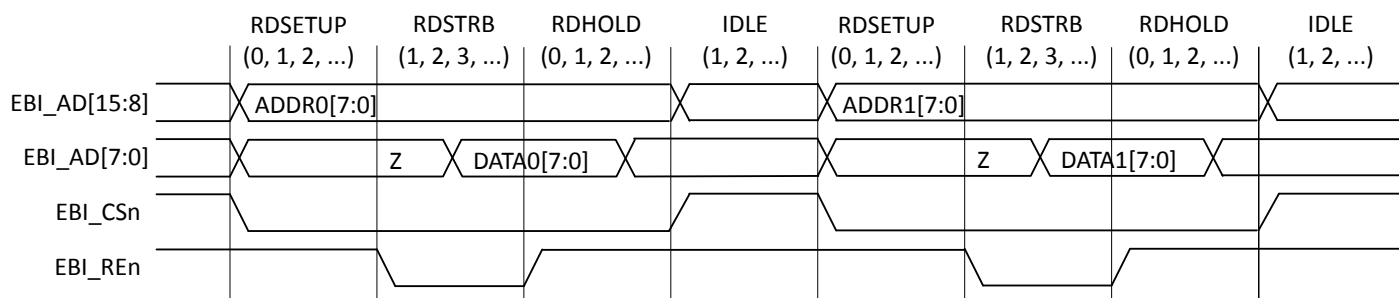 RDSETUP RDSTRB RDHOLD IDLE RDSETUP RDSTRB RDHOLD IDLE
(0, 1, 2, ...) (1, 2, 3, ...) (0, 1, 2, ...) (1, 2, ...) (0, 1, 2, ...) (1, 2, 3, ...) (0, 1, 2, ...) (1, 2, ...)
EBI_AD[15:8] ADDR0[7:0] ADDR1[7:0]
EBI_AD[7:0] Z DATA0[7:0] Z DATA1[7:0]
EBI_CSn
EBI_REn